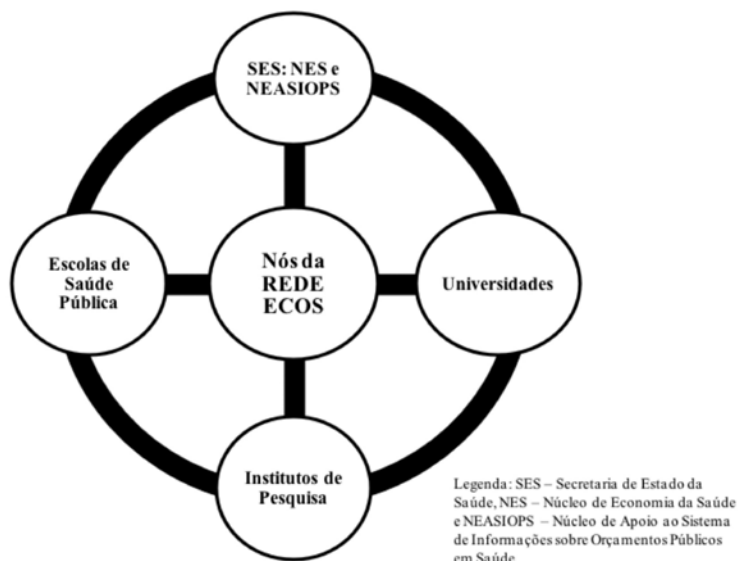 SES: NES e
NEASIOPS
Escolas de
Saúde
Pública
Nós da
REDE
ECOS
Universidades
Institutos de
Pesquisa
Legenda: SES – Secretaria de Estado da
Saúde, NES – Núcleo de Economia da Saúde
e NEASIOPS – Núcleo de Apoio ao Sistema
de Informações sobre Orçamentos Públicos
em Saúde